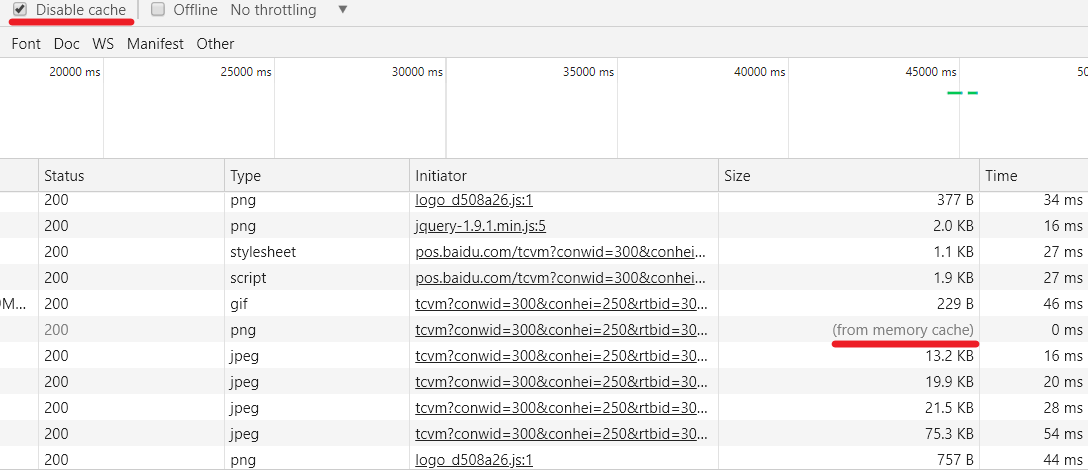 Disable cache Offline No throttling ▼
Font Doc WS Manifest Other
20000 ms 25000 ms 30000 ms 35000 ms 40000 ms 45000 ms 50
Status Type Initiator Size Time
200 png logo_d508a26.js:1 377 B 34 ms
200 png jquery-1.9.1.min.js:5 2.0 KB 16 ms
200 stylesheet pos.baidu.com/tcvm?conwid=300&conhei... 1.1 KB 27 ms
200 script pos.baidu.com/tcvm?conwid=300&conhei... 1.9 KB 27 ms
9M... 200 gif tcvm?conwid=300&conhei=250&rtbid=30... 229 B 46 ms
200 png tcvm?conwid=300&conhei=250&rtbid=30... (from memory cache) 0 ms
200 jpeg tcvm?conwid=300&conhei=250&rtbid=30... 13.2 KB 16 ms
200 jpeg tcvm?conwid=300&conhei=250&rtbid=30... 19.9 KB 20 ms
200 jpeg tcvm?conwid=300&conhei=250&rtbid=30... 21.5 KB 28 ms
200 jpeg tcvm?conwid=300&conhei=250&rtbid=30... 75.3 KB 54 ms
200 png logo_d508a26.js:1 757 B 44 ms